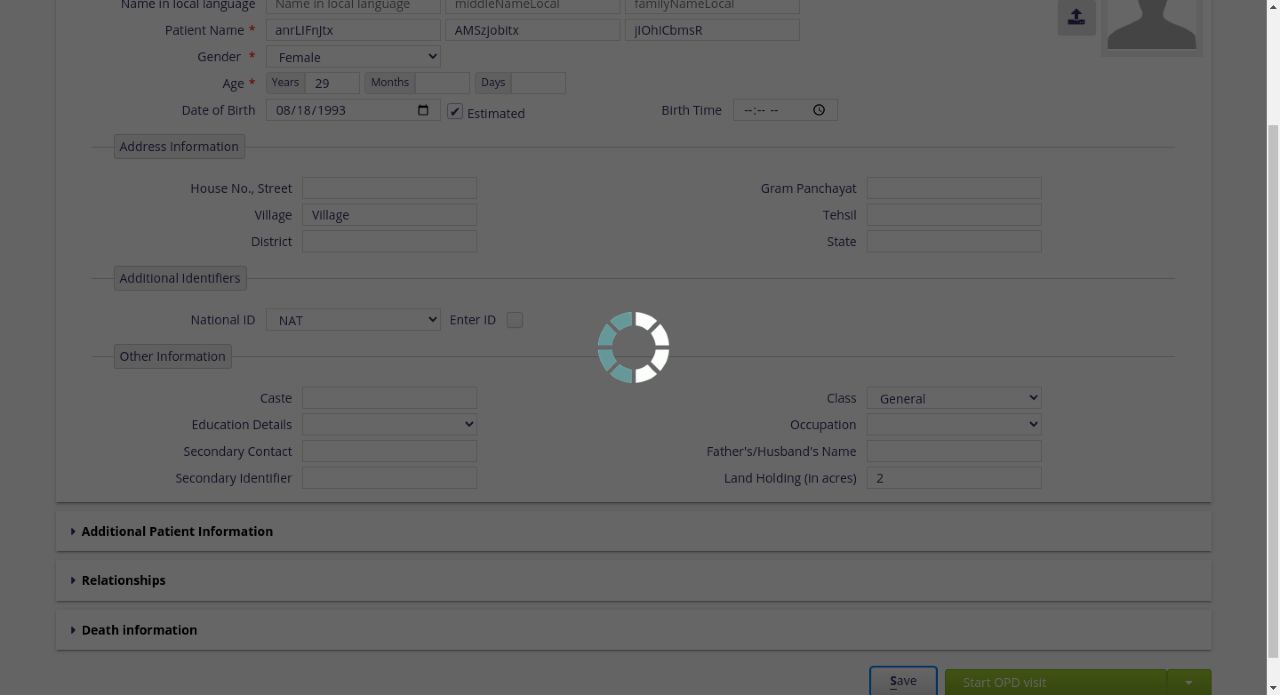 Name in local language Name in local language middleNameLocal familyNameLocal
Patient Name * anrLIFnJtx AMSzjobItx jIOhiCbmsR
Gender * Female
Age * Years 29 Months Days
Date of Birth 08/18/1993 Estimated Birth Time --:-- --
Address Information
House No., Street Gram Panchayat
Village Village Tehsil
District State
Additional Identifiers
National ID NAT Enter ID
Other Information
Caste Class General
Education Details Occupation
Secondary Contact Father's/Husband's Name
Secondary Identifier Land Holding (in acres) 2
Additional Patient Information
Relationships
Death information
Save Start OPD visit